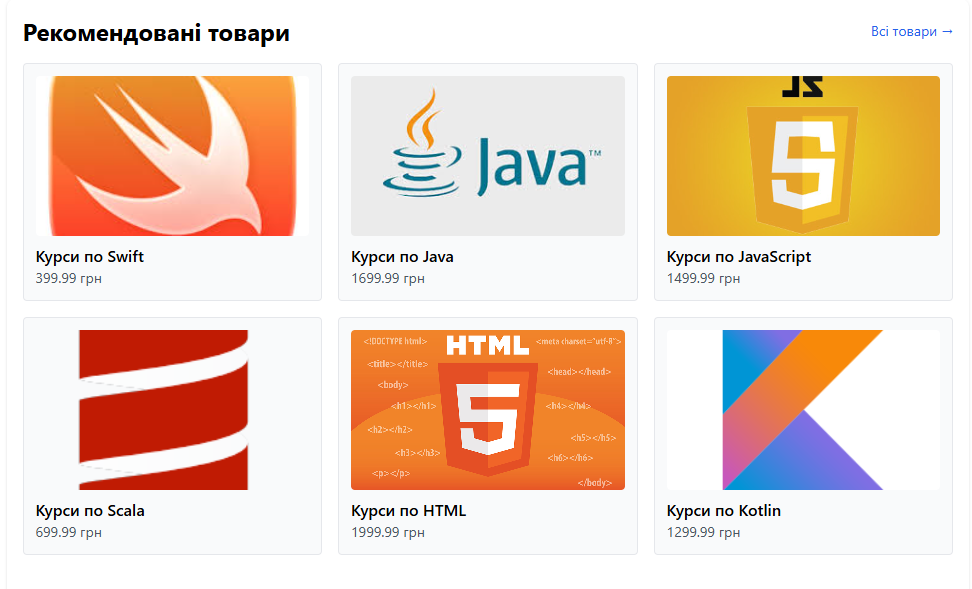 Рекомендовані товари
Всі товари →
Java™
JS
Курси по Swift
399.99 грн
Курси по Java
1699.99 грн
Курси по JavaScript
1499.99 грн
HTML
<!DOCTYPE html>
<meta charset="utf-8">
<title></title>
<head></head>
<body>
<h1></h1>
<h4></h4>
<h2></h2>
<h5></h5>
<h3></h3>
<h6></h6>
<p></p>
</body>
5
Курси по Scala
699.99 грн
Курси по HTML
1999.99 грн
Курси по Kotlin
1299.99 грн